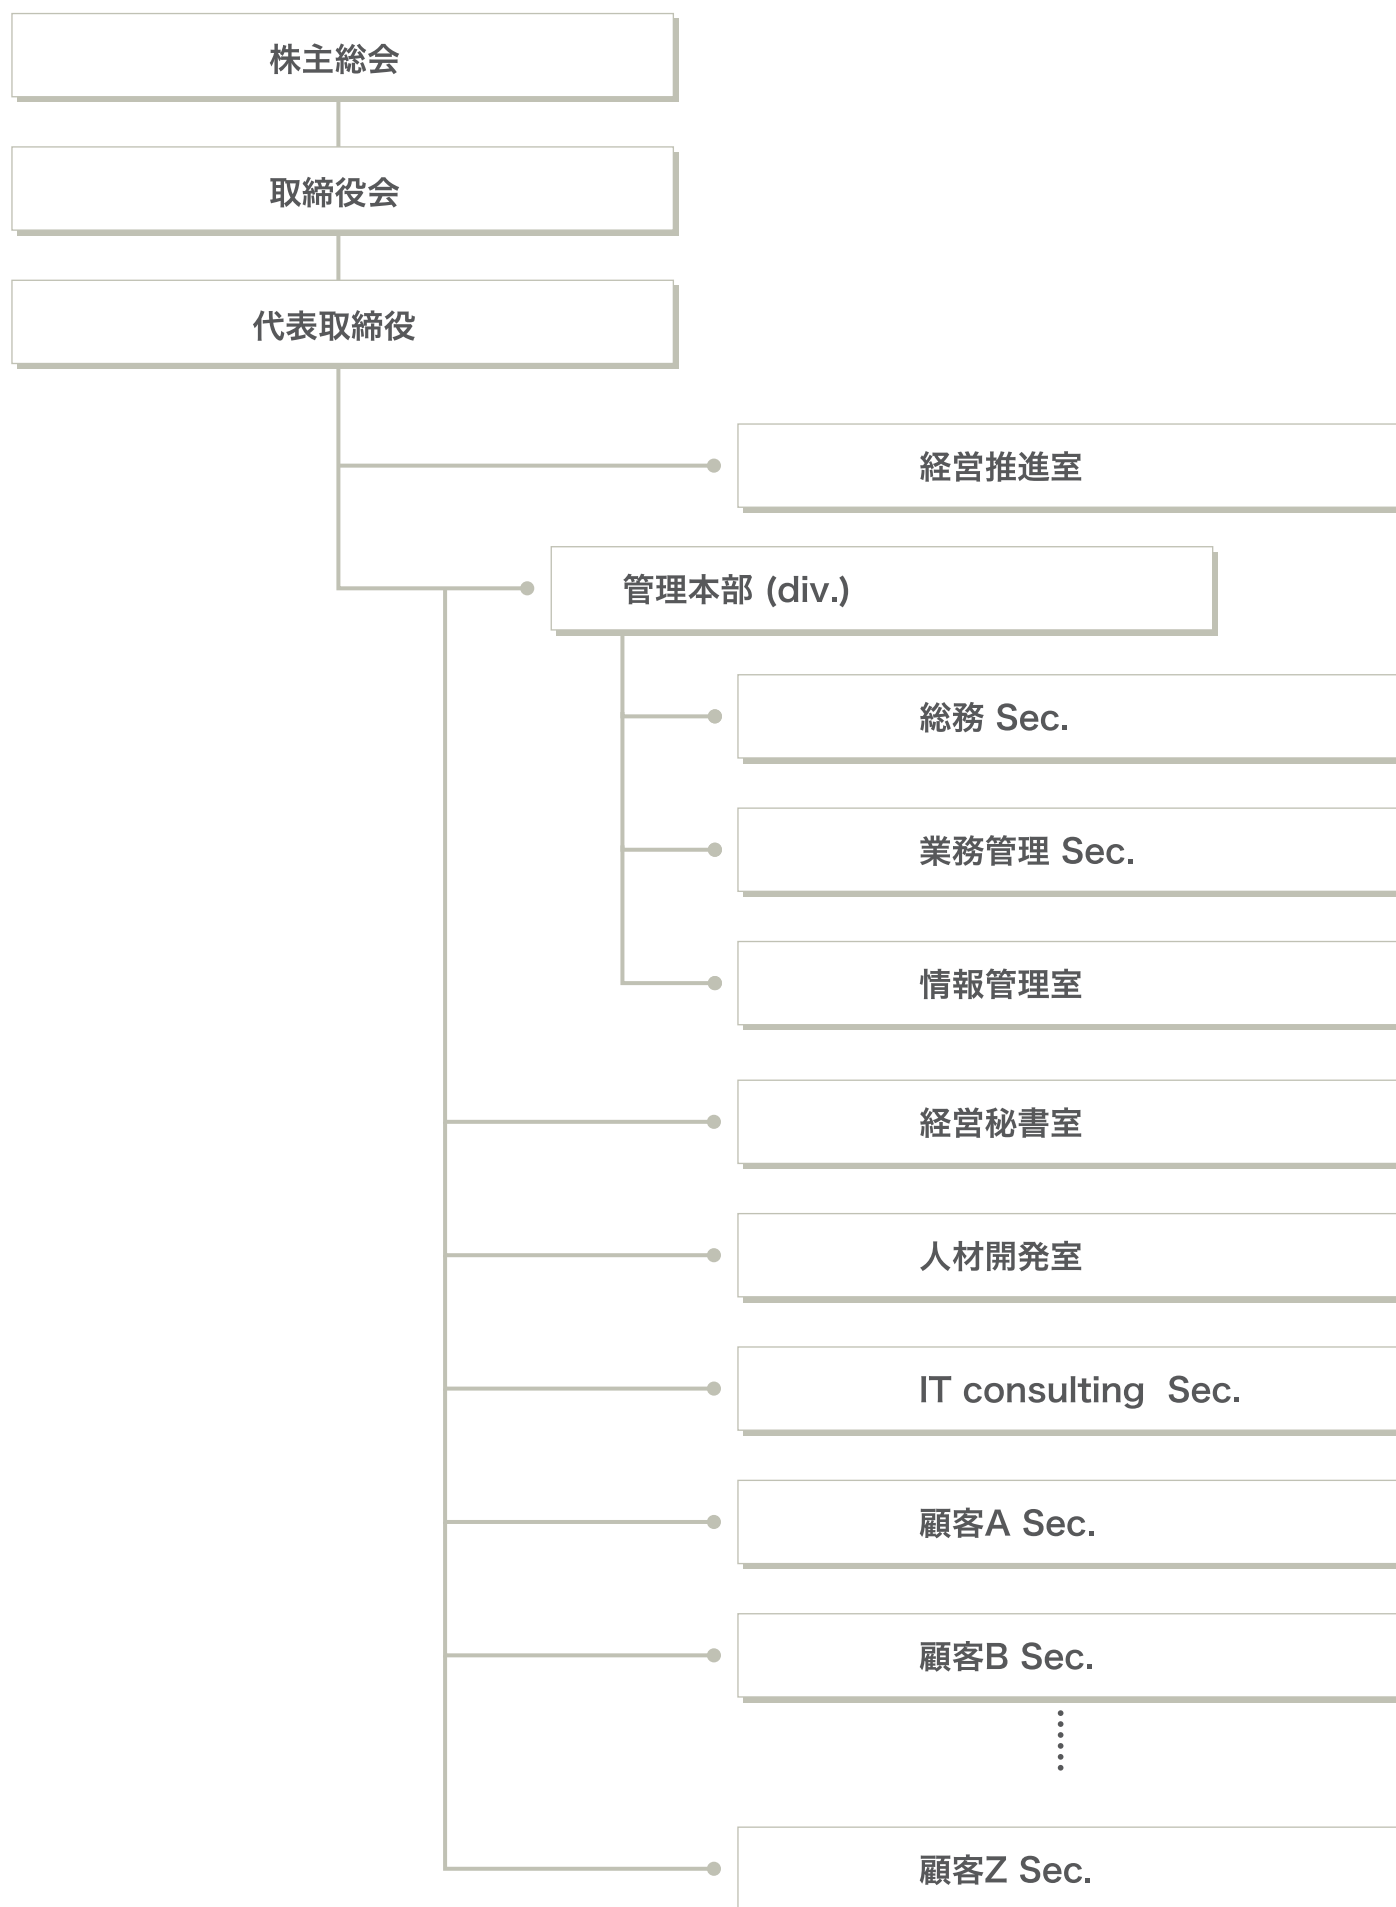 株主総会
取締役会
代表取締役
経営推進室
管理本部 (div.)
総務 Sec.
業務管理 Sec.
情報管理室
経営秘書室
人材開発室
IT consulting  Sec.
顧客A Sec.
顧客B Sec.
顧客Z Sec.